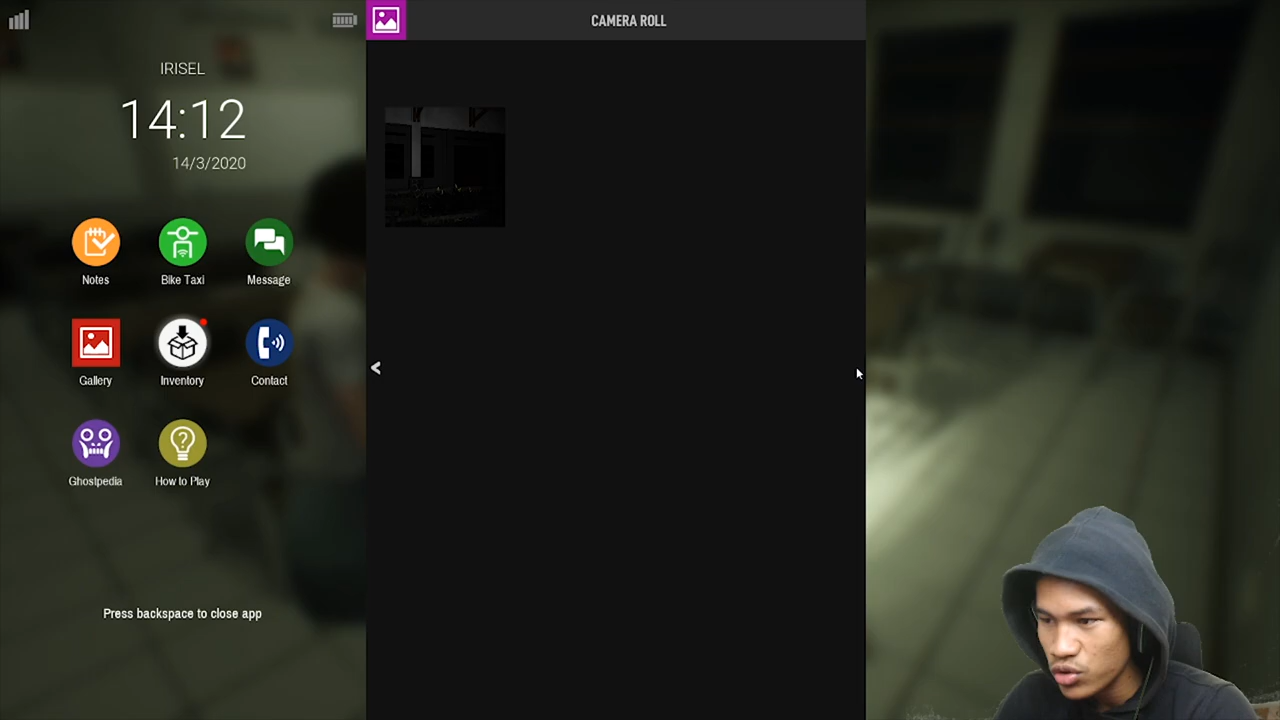 CAMERA ROLL
IRISEL
14:12
14/3/2020
Notes
Bike Taxi
Message
Gallery
Inventory
Contact
Ghostpedia
How to Play
Press backspace to close app